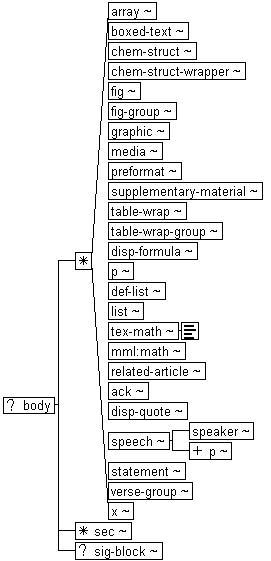 array ~
boxed-text ~
chem-struct ~
chem-struct-wrapper ~
fig ~
fig-group ~
graphic ~
media ~
preformat ~
supplementary-material ~
table-wrap ~
table-wrap-group ~
disp-formula ~
* p ~
def-list ~
list ~
tex-math ~
mml:math ~
related-article ~
? body ack ~
disp-quote ~
speech ~ speaker ~
+ p ~
statement ~
verse-group ~
x ~
* sec ~
? sig-block ~